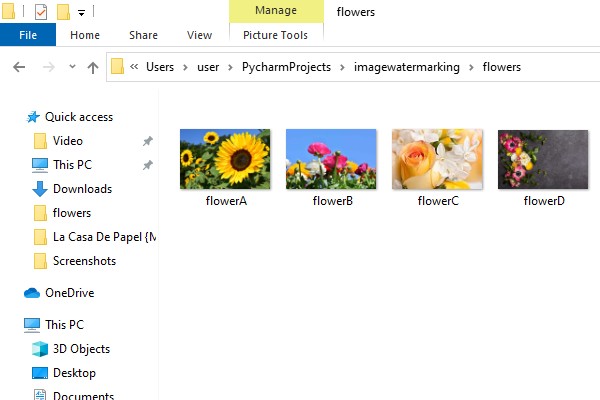 Manage
flowers
File
Home
Share
View
Picture Tools
Users
user
PycharmProjects
imagewatermarking
flowers
Quick access
Video
This PC
Downloads
flowers
La Casa De Papel {M
Screenshots
OneDrive
This PC
3D Objects
Desktop
Documents
flowerA
flowerB
flowerC
flowerD